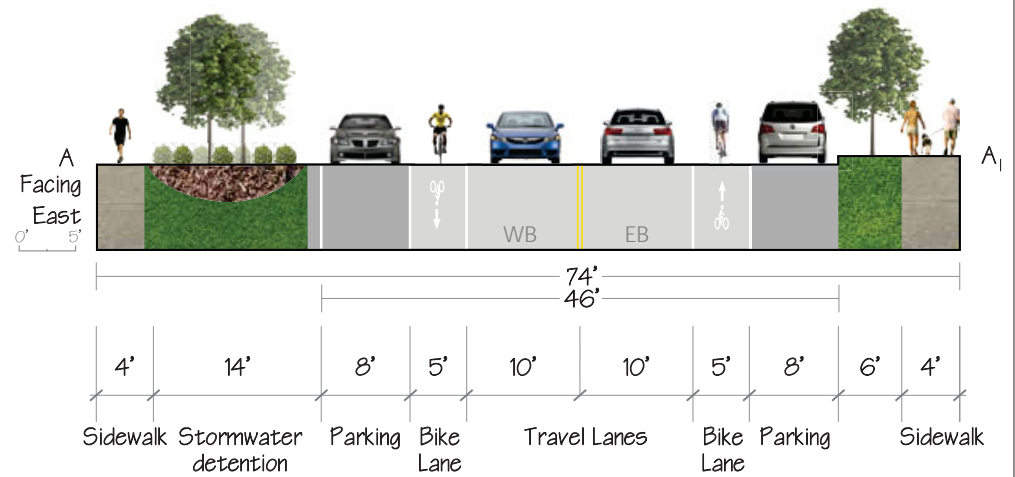 A
Facing
East
0’ 5’
A₁
WB EB
74’
46’
4’ 14’ 8’ 5’ 10’ 10’ 5’ 8’ 6’ 4’
Sidewalk Stormwater Parking Bike Travel Lanes Bike Parking Sidewalk
detention Lane Lane